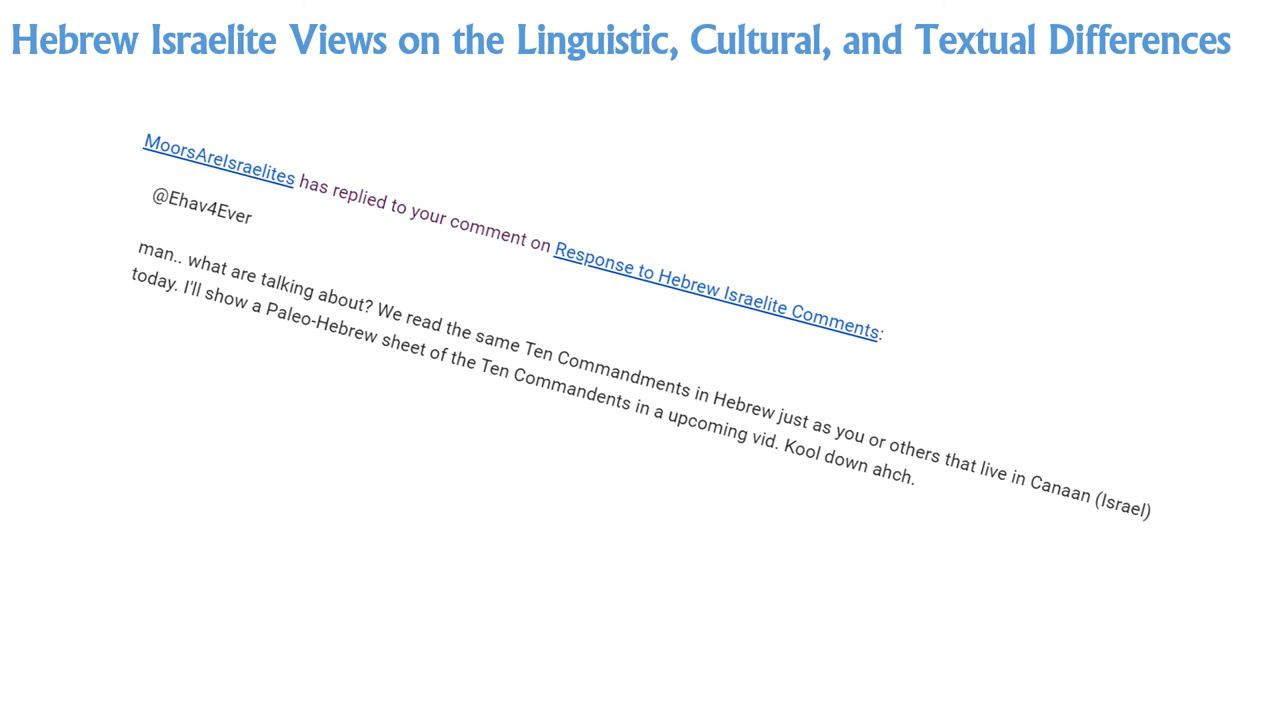 Hebrew Israelite Views on the Linguistic, Cultural, and Textual Differences
MoorsAreIsraelites has replied to your comment on Response to Hebrew Israelite Comments:
@Ehav4Ever
man.. what are talking about? We read the same Ten Commandments in Hebrew just as you or others that live in Canaan (Israel)
today. I'll show a Paleo-Hebrew sheet of the Ten Commandents in a upcoming vid. Kool down ahch.